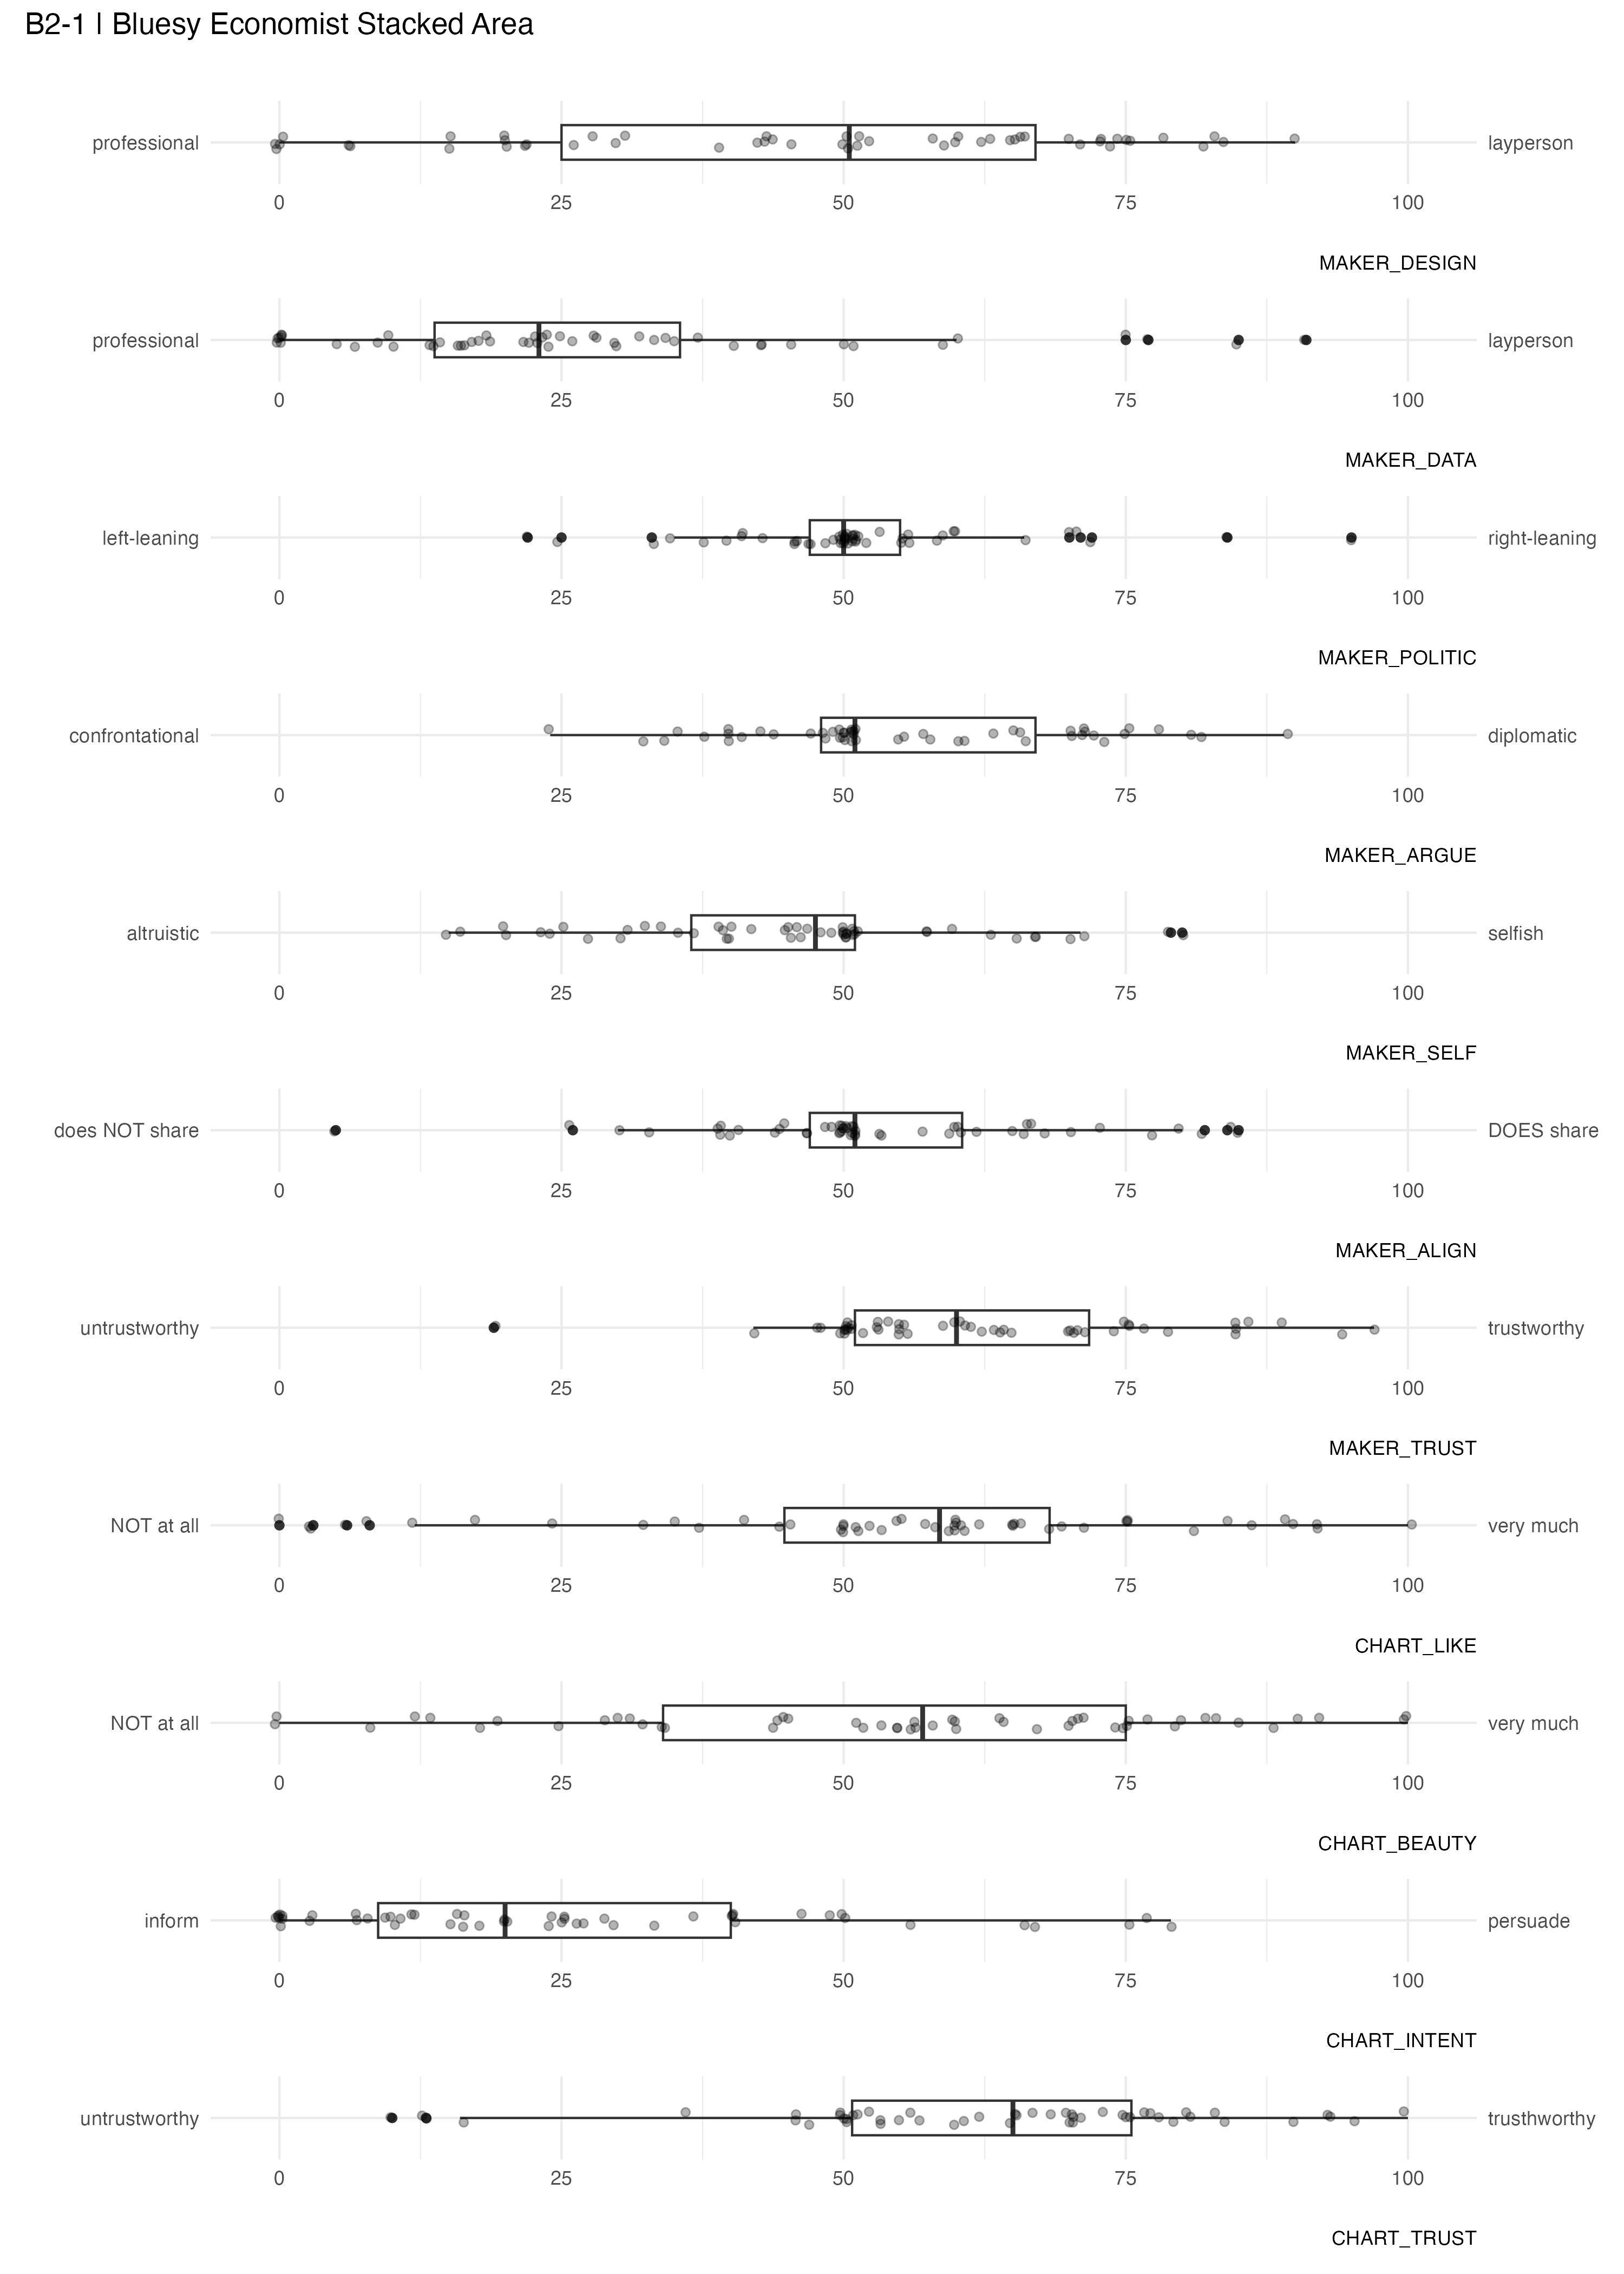 B2-1 | Bluesy Economist Stacked Area
professional layperson
0 25 50 75 100
MAKER_DESIGN
professional layperson
0 25 50 75 100
MAKER_DATA
left-leaning right-leaning
0 25 50 75 100
MAKER_POLITIC
confrontational diplomatic
0 25 50 75 100
MAKER_ARGUE
altruistic selfish
0 25 50 75 100
MAKER_SELF
does NOT share DOES share
0 25 50 75 100
MAKER_ALIGN
untrustworthy trustworthy
0 25 50 75 100
MAKER_TRUST
NOT at all very much
0 25 50 75 100
CHART_LIKE
NOT at all very much
0 25 50 75 100
CHART_BEAUTY
inform persuade
0 25 50 75 100
CHART_INTENT
untrustworthy trusthworthy
0 25 50 75 100
CHART_TRUST